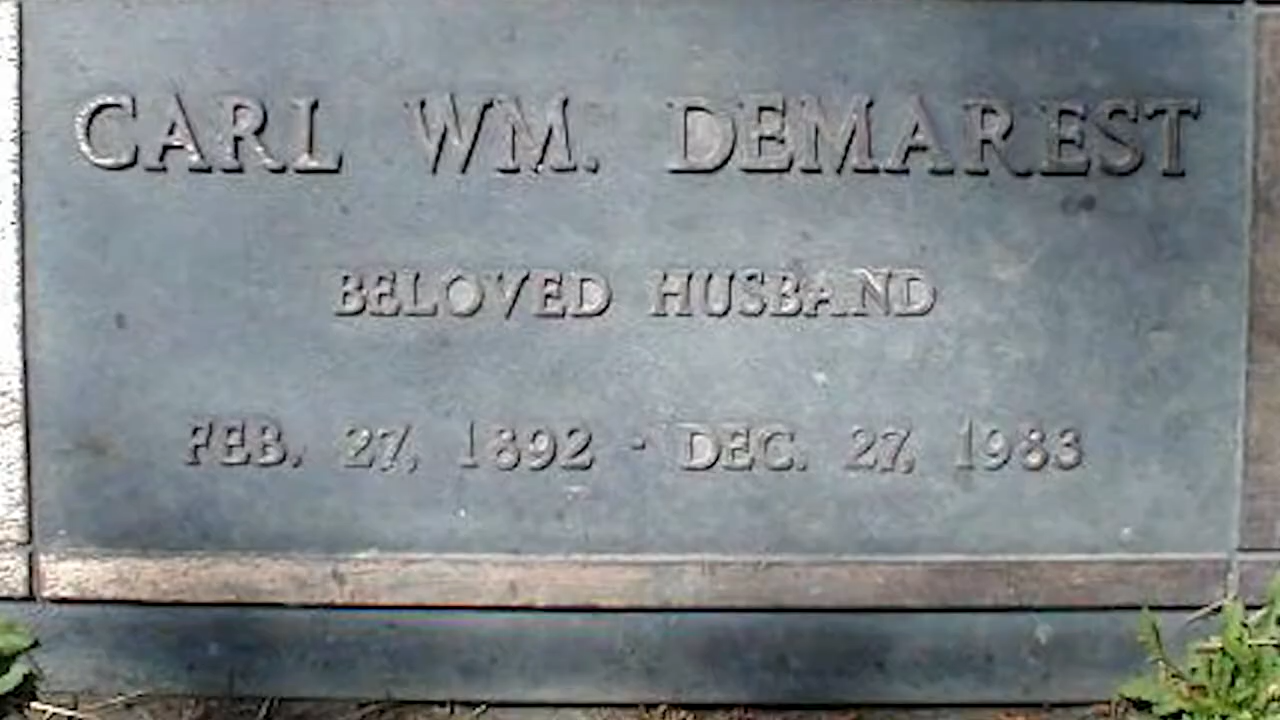 CARL WM. DEMAREST
BELOVED HUSBAND
FEB. 27, 1892 · DEC. 27, 1983